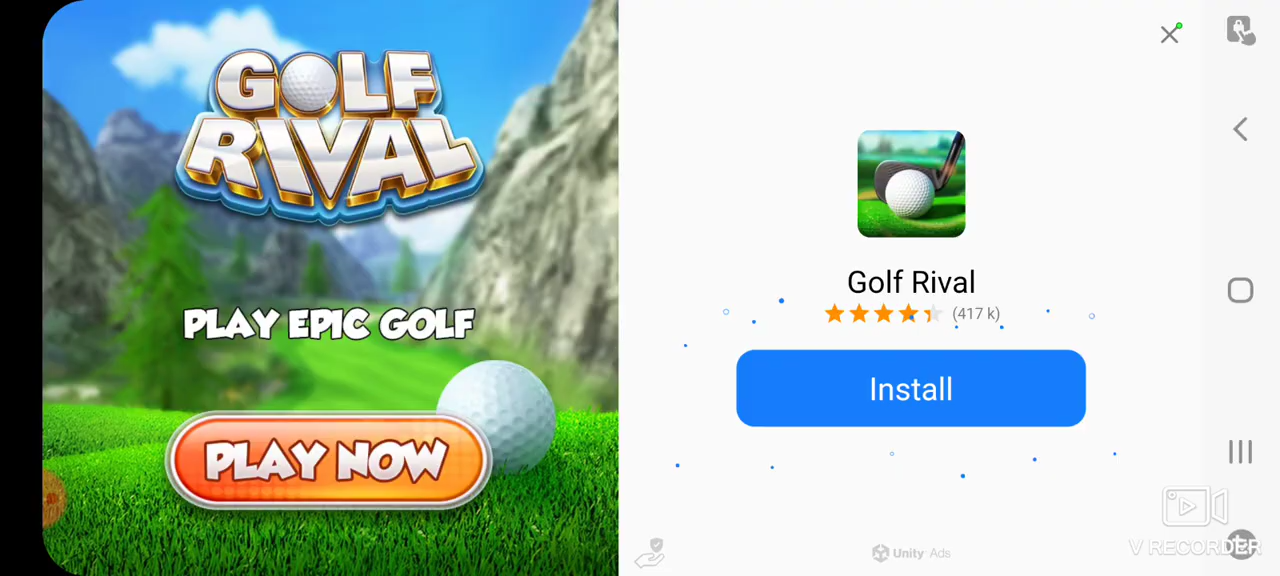 GOLF
RIVAL
PLAY EPIC GOLF
PLAY NOW
Golf Rival
(417 k)
Install
Unity Ads
V RECORDER